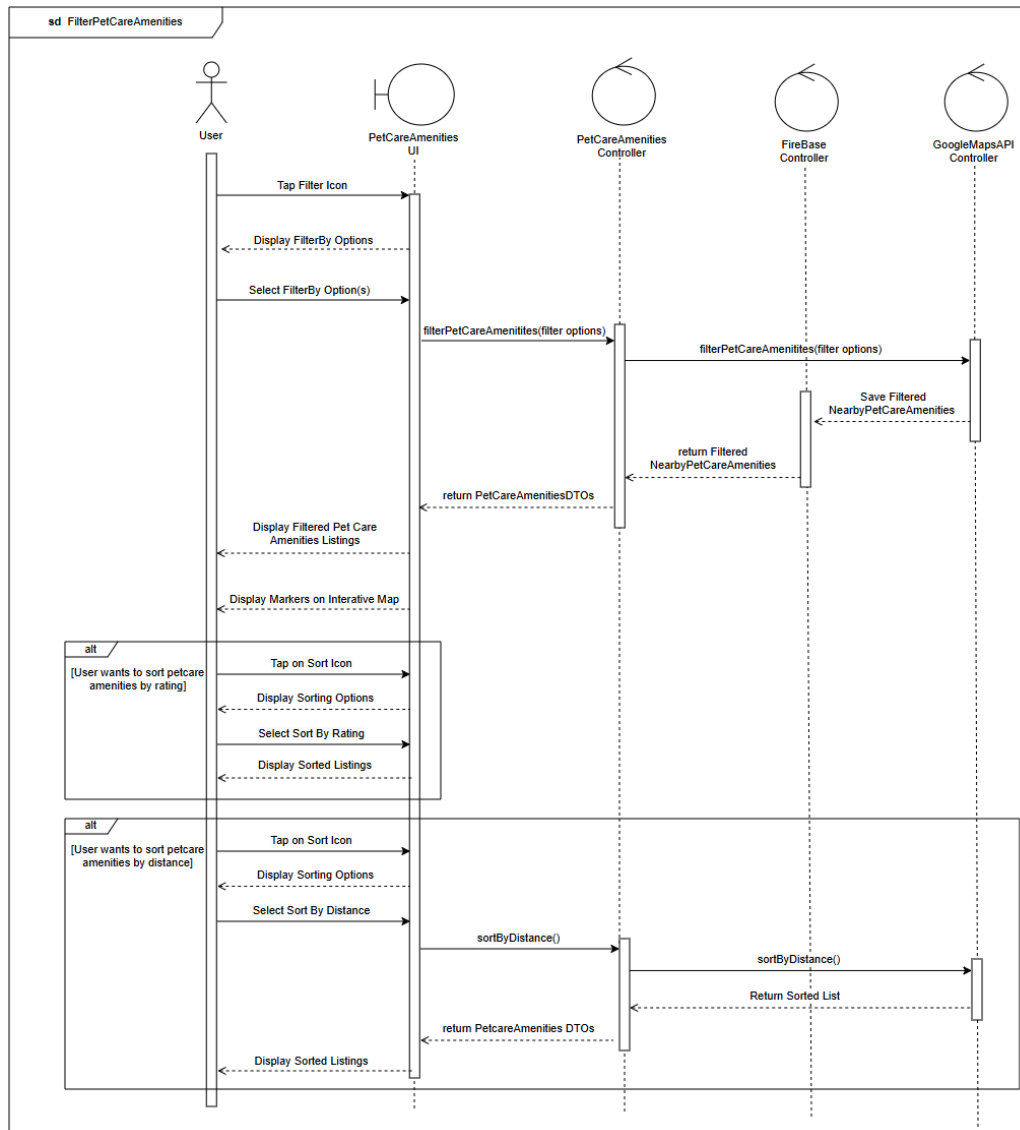 sd FilterPetCareAmenities
User
PetCareAmenities
UI
PetCareAmenities
Controller
FireBase
Controller
GoogleMapsAPI
Controller
Tap Filter Icon
Display FilterBy Options
Select FilterBy Option(s)
filterPetCareAmenitites(filter options)
filterPetCareAmenitites(filter options)
Save Filtered
NearbyPetCareAmenities
return Filtered
NearbyPetCareAmenities
return PetCareAmenitiesDTOs
Display Filtered Pet Care
Amenities Listings
Display Markers on Interative Map
alt
[User wants to sort petcare
amenities by rating]
Tap on Sort Icon
Display Sorting Options
Select Sort By Rating
Display Sorted Listings
alt
[User wants to sort petcare
amenities by distance]
Tap on Sort Icon
Display Sorting Options
Select Sort By Distance
sortByDistance()
sortByDistance()
Return Sorted List
return PetcareAmenities DTOs
Display Sorted Listings